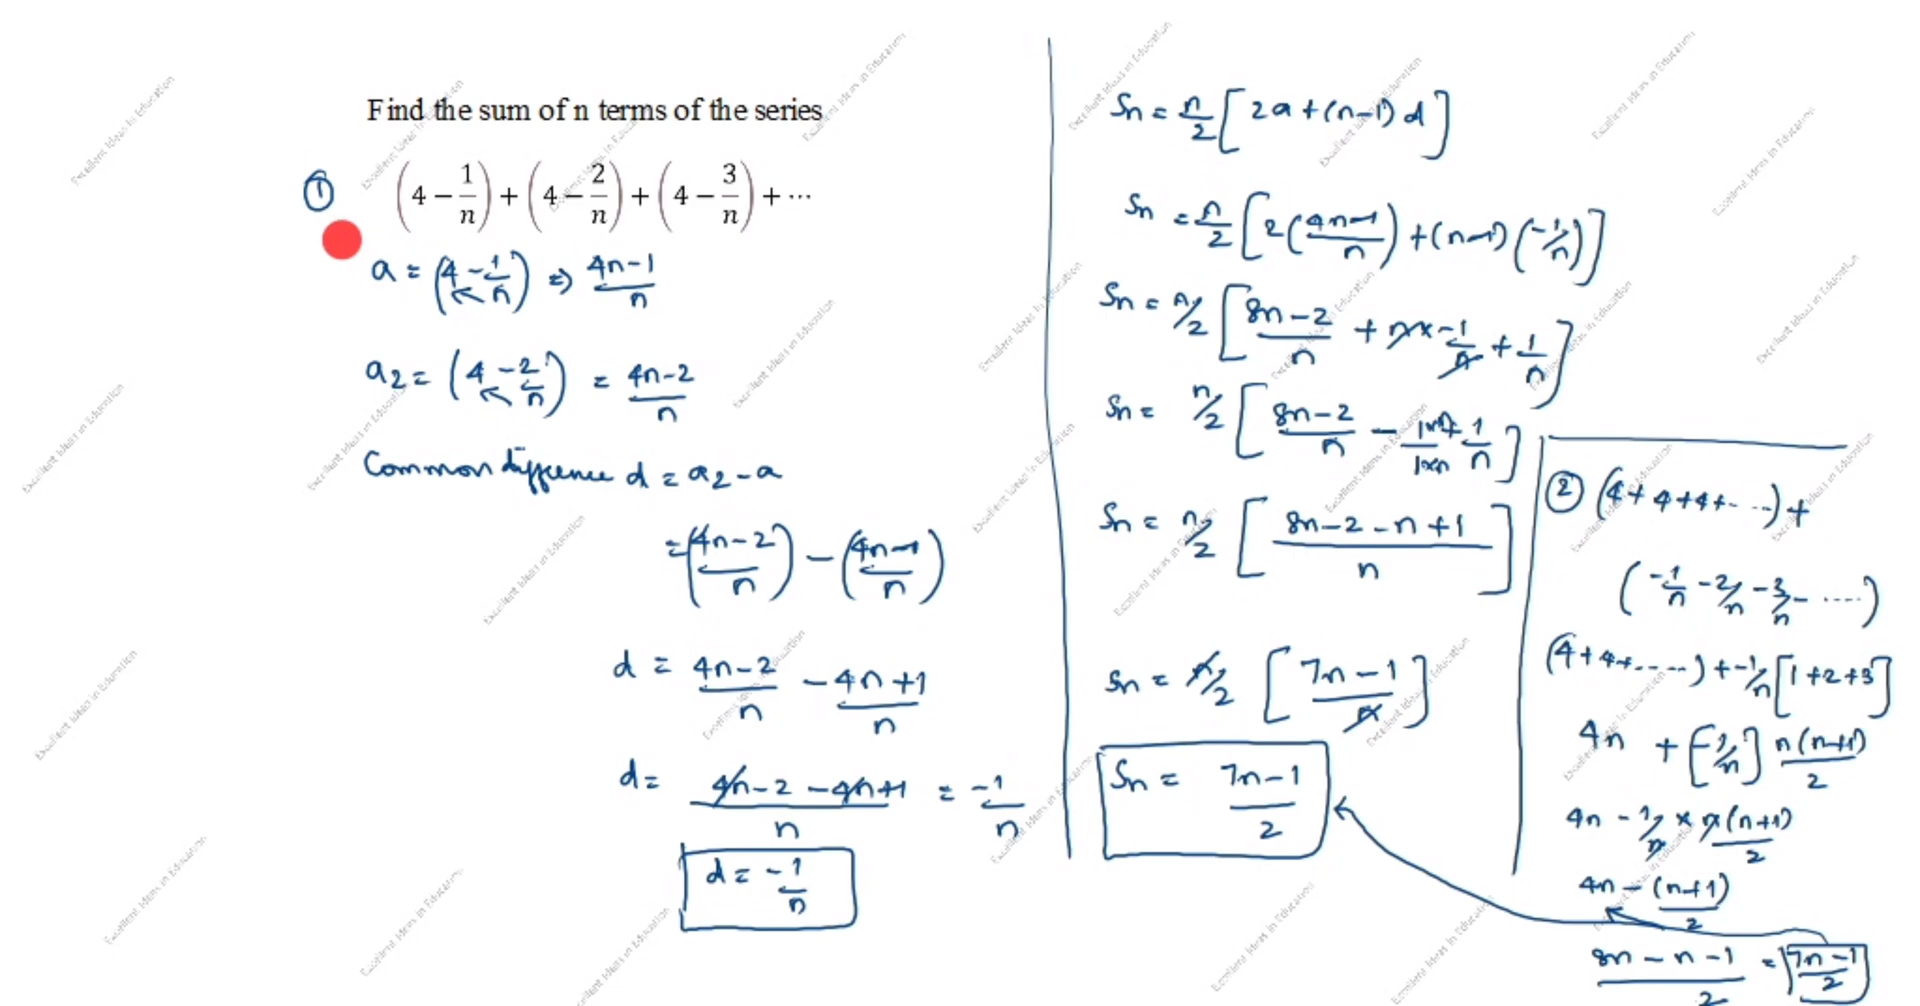 Find the sum of n terms of the series
① (4 − 1/n) + (4 − 2/n) + (4 − 3/n) + ⋯
a = (4 − 1/n) ⇒ (4n−1)/n
a2 = (4 − 2/n) = (4n−2)/n
Common difference d = a2 − a
= ((4n−2)/n) − ((4n−1)/n)
d = (4n−2)/n (−4n+1)/n
d = (4n−2−4n+1)/n = −1/n
d = −1/n
Sn = n/2 [2a + (n−1) d]
Sn = n/2 [2((4n−1)/n) + (n−1)(−1/n)]
Sn = n/2 [(8n−2)/n + n×−1/n + 1/n]
Sn = n/2 [(8n−2)/n − (1×n)/(1×n) + 1/n]
Sn = n/2 [(8n−2−n+1)/n]
Sn = n/2 [(7n−1)/n]
Sn = (7n−1)/2
② (4+4+4+-...) +
(−1/n −2/n −3/n − .....)
(4+4+.....) + −1/n [1+2+3]
4n + [−1/n] n(n+1)/2
4n − 1/n × n(n+1)/2
4n − (n+1)/2
(8n−n−1)/2 = (7n−1)/2
Excellent Ideas in Education